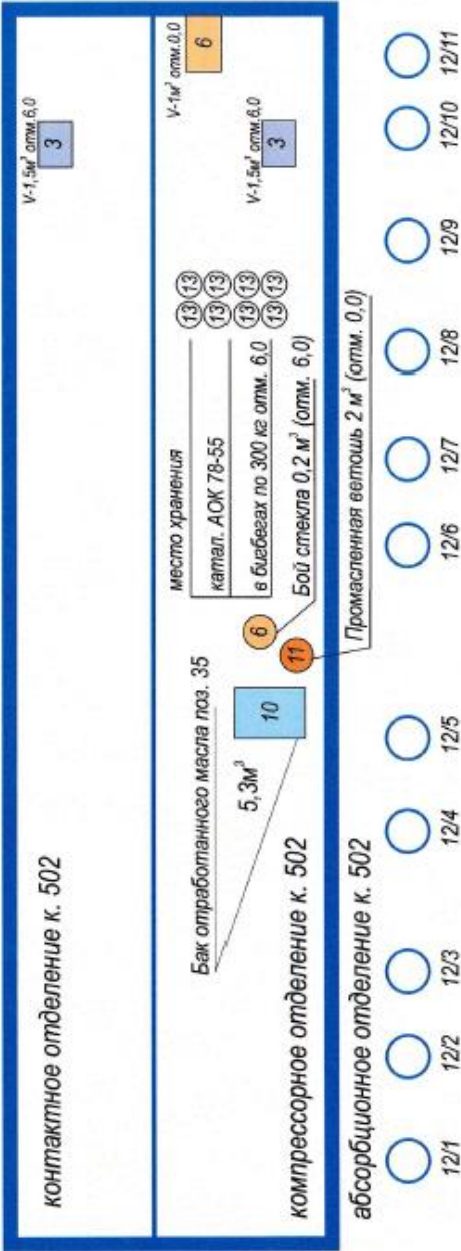 контактное отделение к. 502
V-1,5м³ отм.6,0
3
V-1м³ отм.0,0
6
V-1,5м³ отм.6,0
3
место хранения
катал. АОК 78-55
в бигбегах по 300 кг отм. 6,0
13 13
13 13
13 13
13 13
Бак отработанного масла поз. 35
5,3м³
10
6
11
Бой стекла 0,2 м³ (отм. 6,0)
Промасленная ветошь 2 м³ (отм. 0,0)
компрессорное отделение к. 502
абсорбционное отделение к. 502
12/1 12/2 12/3 12/4 12/5 12/6 12/7 12/8 12/9 12/10 12/11